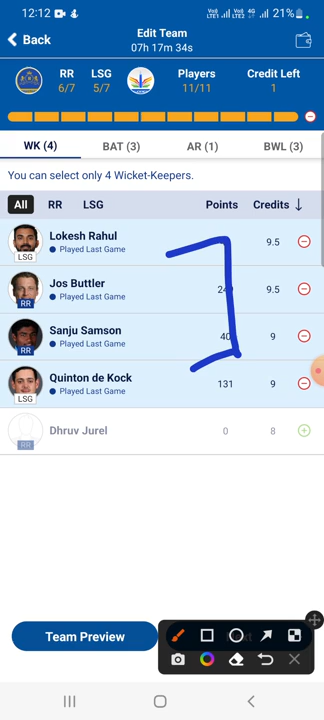 12:12 21%
Edit Team
Back
07h 17m 34s
RR LSG Players Credit Left
6/7 5/7 11/11 1
WK (4) BAT (3) AR (1) BWL (3)
You can select only 4 Wicket-Keepers.
All RR LSG Points Credits ↓
Lokesh Rahul 9.5
Played Last Game
LSG
Jos Buttler 9.5
Played Last Game
RR
Sanju Samson 40 9
Played Last Game
RR
Quinton de Kock 131 9
Played Last Game
LSG
Dhruv Jurel 0 8
RR
Team Preview